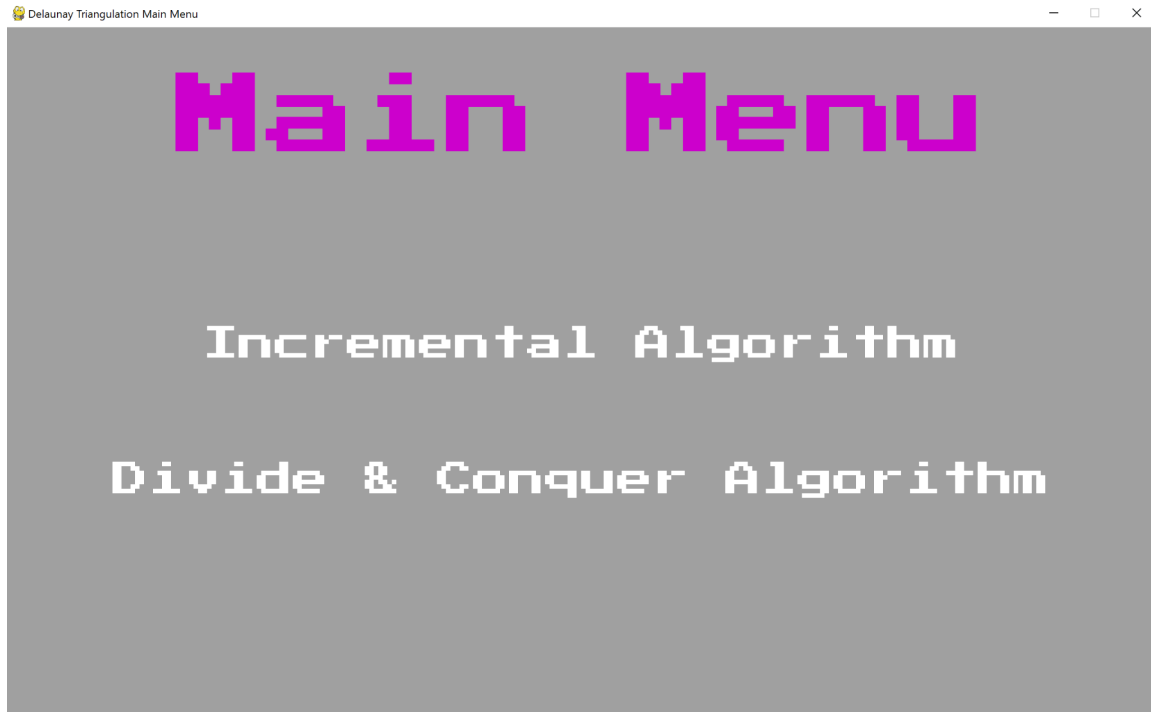 Delaunay Triangulation Main Menu
Main Menu
Incremental Algorithm
Divide & Conquer Algorithm